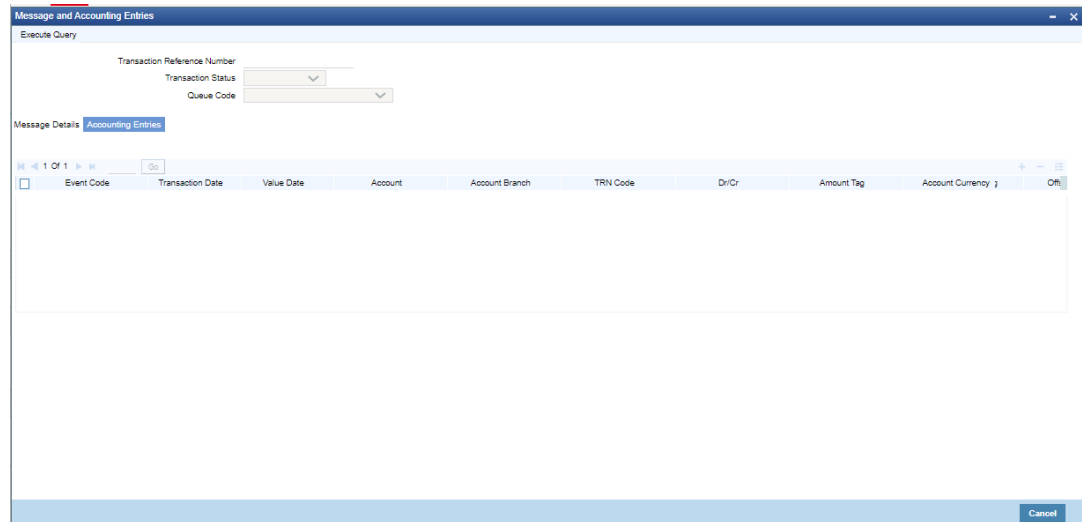 Message and Accounting Entries
Execute Query
Transaction Reference Number
Transaction Status
Queue Code
Message Details Accounting Entries
1 Of 1 Go
Event Code Transaction Date Value Date Account Account Branch TRN Code Dr/Cr Amount Tag Account Currency
Cancel